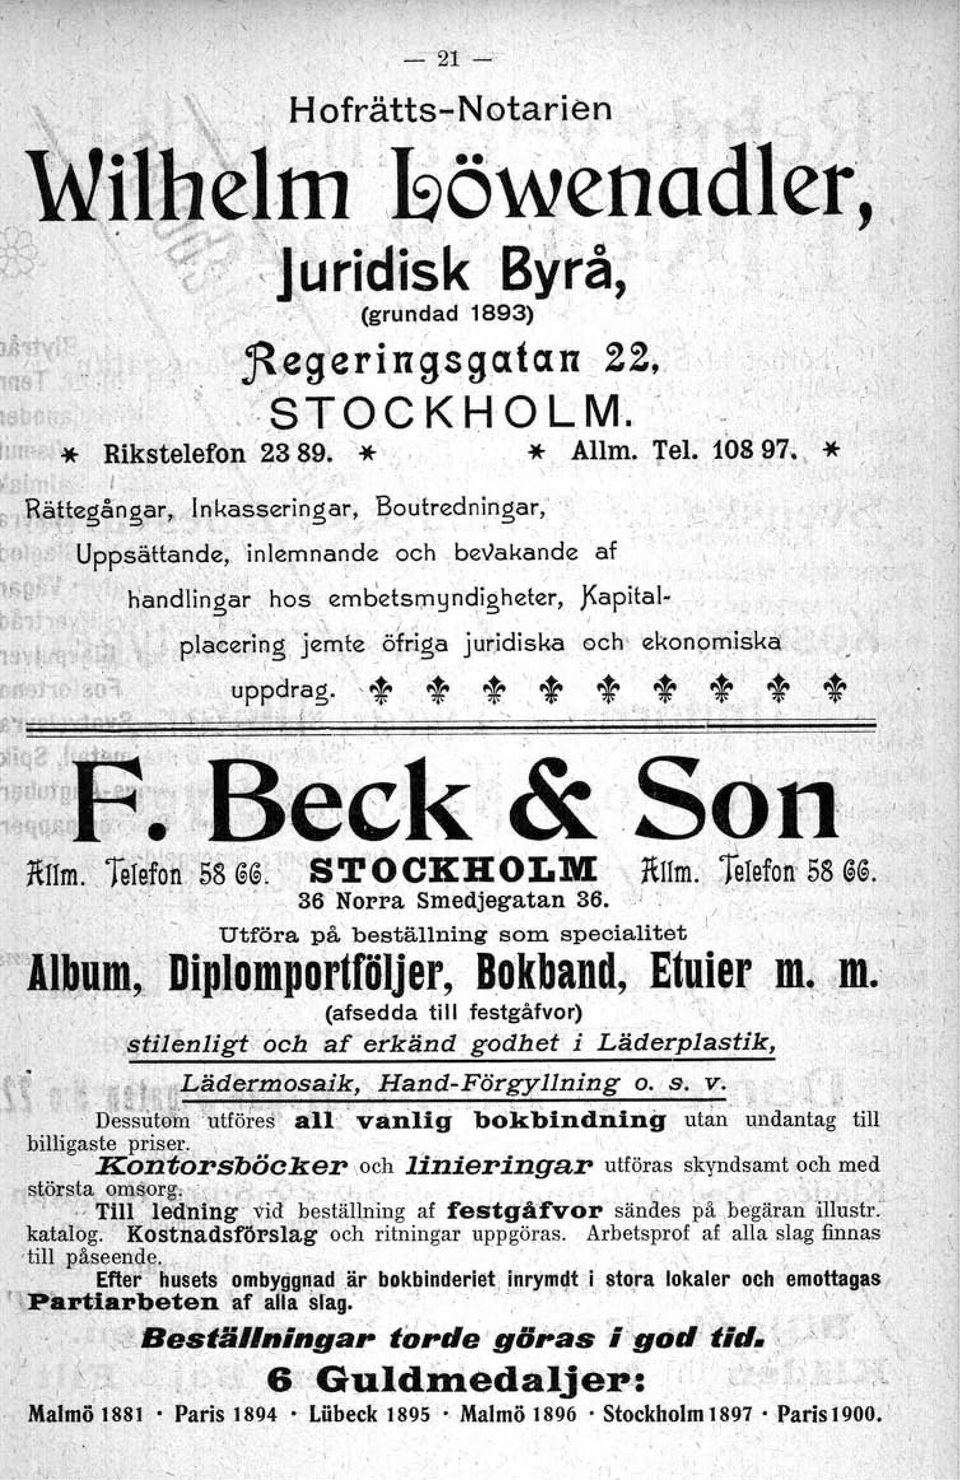 — 21 —
Hofrätts-Notarien
Wilhelm Löwenadler,
Juridisk Byrå,
(grundad 1893)
Regeringsgatan 22,
STOCKHOLM.
* Rikstelefon 23 89. * * Allm. Tel. 108 97. *
Rättegångar, Inkasseringar, Boutredningar,
Uppsättande, inlemnande och bevakande af
handlingar hos embetsmyndigheter, Kapital-
placering jemte öfriga juridiska och ekonomiska
uppdrag.
F. Beck & Son
Allm. Telefon 58 66. STOCKHOLM Allm. Telefon 58 66.
36 Norra Smedjegatan 36.
Utföra på beställning som specialitet
Album, Diplomportföljer, Bokband, Etuier m. m.
(afsedda till festgåfvor)
stilenligt och af erkänd godhet i Läderplastik,
Lädermosaik, Hand-Förgyllning o. s. v.
Dessutom utföres all vanlig bokbindning utan undantag till
billigaste priser.
Kontorsböcker och linieringar utföras skyndsamt och med
största omsorg.
Till ledning vid beställning af festgåfvor sändes på begäran illustr.
katalog. Kostnadsförslag och ritningar uppgöras. Arbetsprof af alla slag finnas
till påseende.
Efter husets ombyggnad är bokbinderiet inrymdt i stora lokaler och emottagas
Partiarbeten af alla slag.
Beställningar torde göras i god tid.
6 Guldmedaljer:
Malmö 1881 · Paris 1894 · Lübeck 1895 · Malmö 1896 · Stockholm 1897 · Paris 1900.